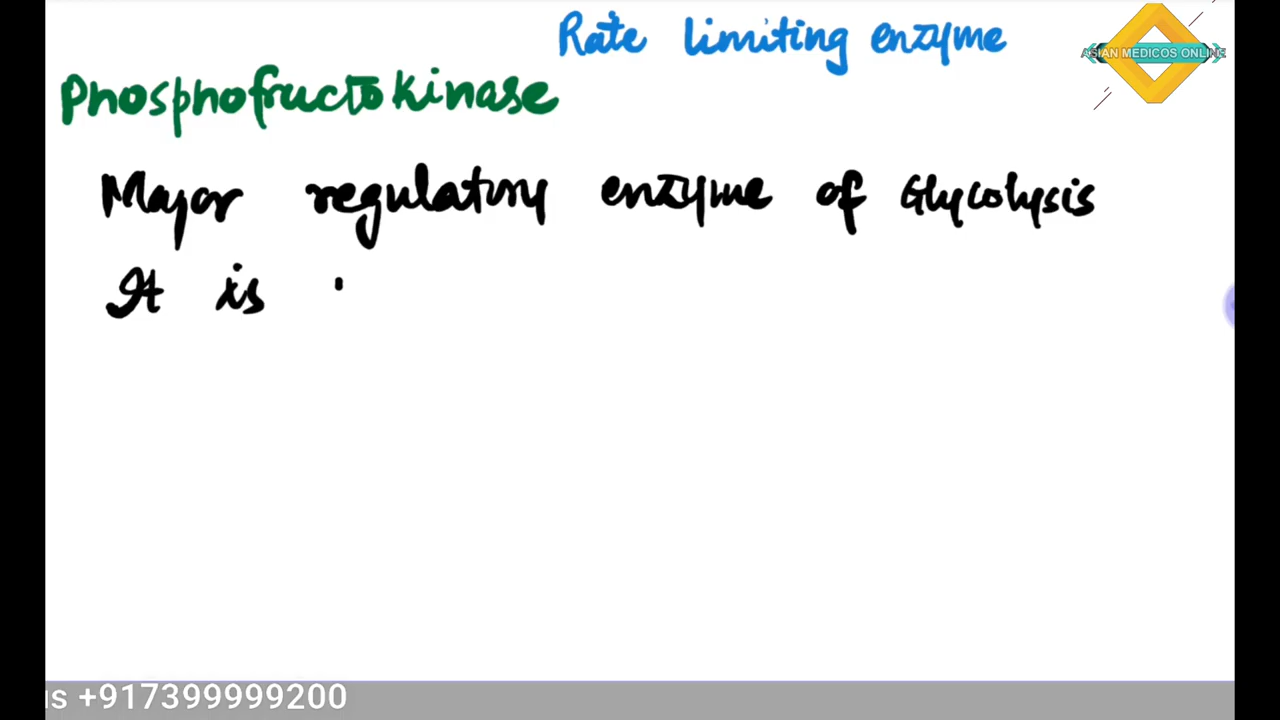 Rate limiting enzyme
ASIAN MEDICOS ONLINE
Phosphofructokinase
Major regulatory enzyme of Glycolysis
It is
+917399999200